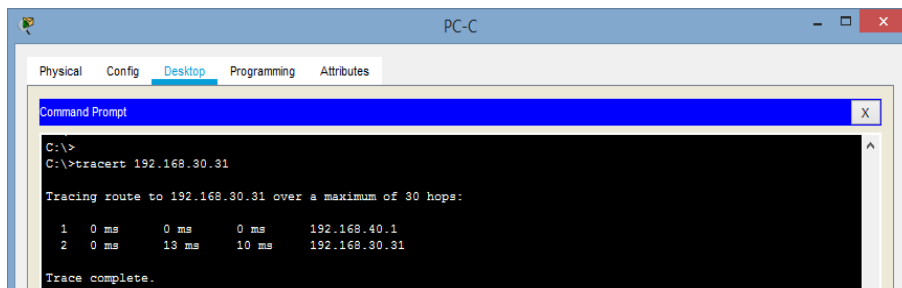 PC-C
Physical Config Desktop Programming Attributes
Command Prompt
X
C:\>
C:\>tracert 192.168.30.31
Tracing route to 192.168.30.31 over a maximum of 30 hops:
1 0 ms 0 ms 0 ms 192.168.40.1
2 0 ms 13 ms 10 ms 192.168.30.31
Trace complete.